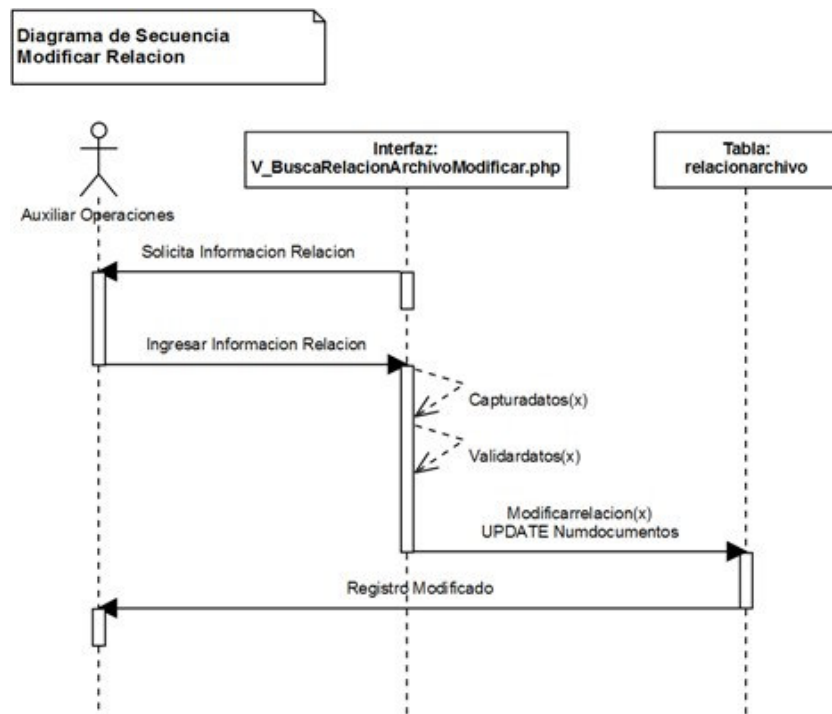 Diagrama de Secuencia
Modificar Relacion
Interfaz:
V_BuscaRelacionArchivoModificar.php
Tabla:
relacionarchivo
Auxiliar Operaciones
Solicita Informacion Relacion
Ingresar Informacion Relacion
Capturadatos(x)
Validardatos(x)
Modificarrelacion(x)
UPDATE Numdocumentos
Registro Modificado